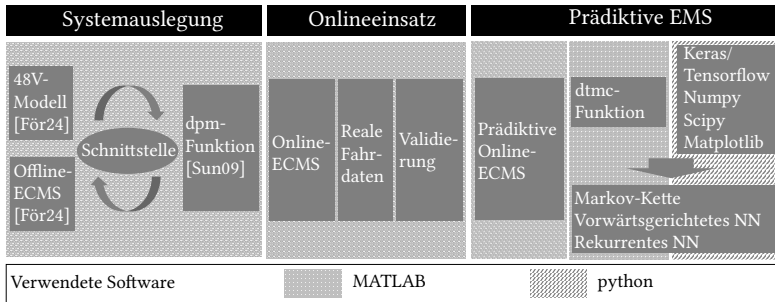 Systemauslegung
Onlineeinsatz
Prädiktive EMS
48V-
Modell
[För24]
Offline-
ECMS
[För24]
Schnittstelle
dpm-
Funktion
[Sun09]
Online-
ECMS
Reale
Fahr-
daten
Validie-
rung
Prädiktive
Online-
ECMS
dtmc-
Funktion
Keras/
Tensorflow
Numpy
Scipy
Matplotlib
Markov-Kette
Vorwärtsgerichtetes NN
Rekurrentes NN
Verwendete Software
MATLAB
python